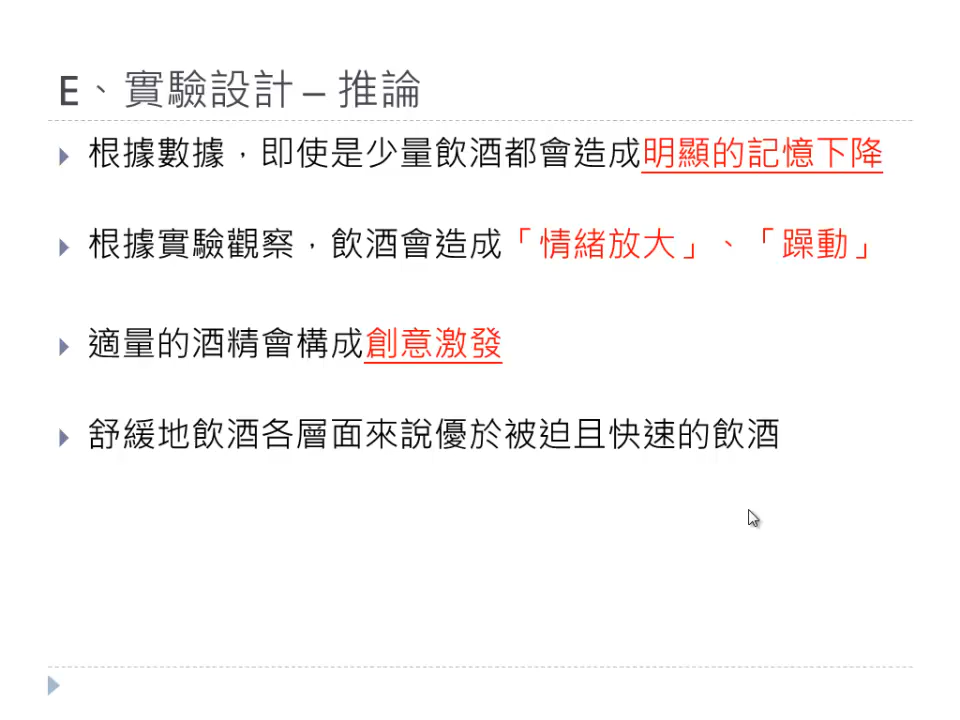 E、實驗設計 – 推論
根據數據，即使是少量飲酒都會造成明顯的記憶下降
根據實驗觀察，飲酒會造成「情緒放大」、「躁動」
適量的酒精會構成創意激發
舒緩地飲酒各層面來說優於被迫且快速的飲酒